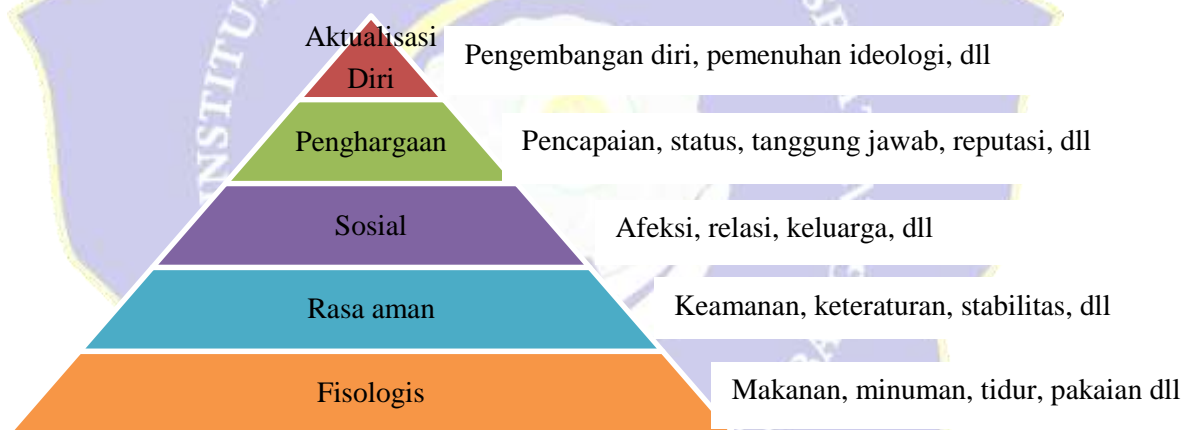 Aktualisasi
Diri
Pengembangan diri, pemenuhan ideologi, dll
Penghargaan
Pencapaian, status, tanggung jawab, reputasi, dll
Sosial
Afeksi, relasi, keluarga, dll
Rasa aman
Keamanan, keteraturan, stabilitas, dll
Fisologis
Makanan, minuman, tidur, pakaian dll